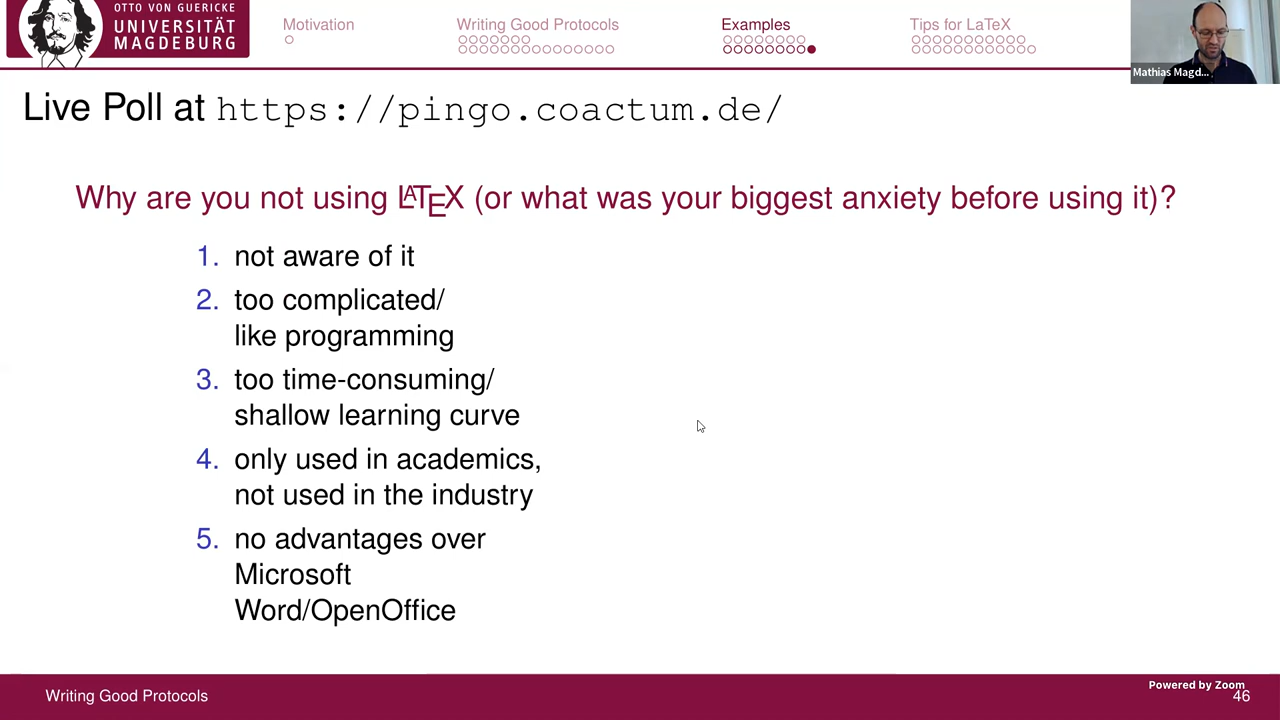 OTTO VON GUERICKE
UNIVERSITÄT
MAGDEBURG
Motivation
Writing Good Protocols
Examples
Tips for LaTeX
Mathias Magd...
Live Poll at https://pingo.coactum.de/
Why are you not using LATEX (or what was your biggest anxiety before using it)?
1. not aware of it
2. too complicated/
like programming
3. too time-consuming/
shallow learning curve
4. only used in academics,
not used in the industry
5. no advantages over
Microsoft
Word/OpenOffice
Writing Good Protocols
Powered by Zoom
46